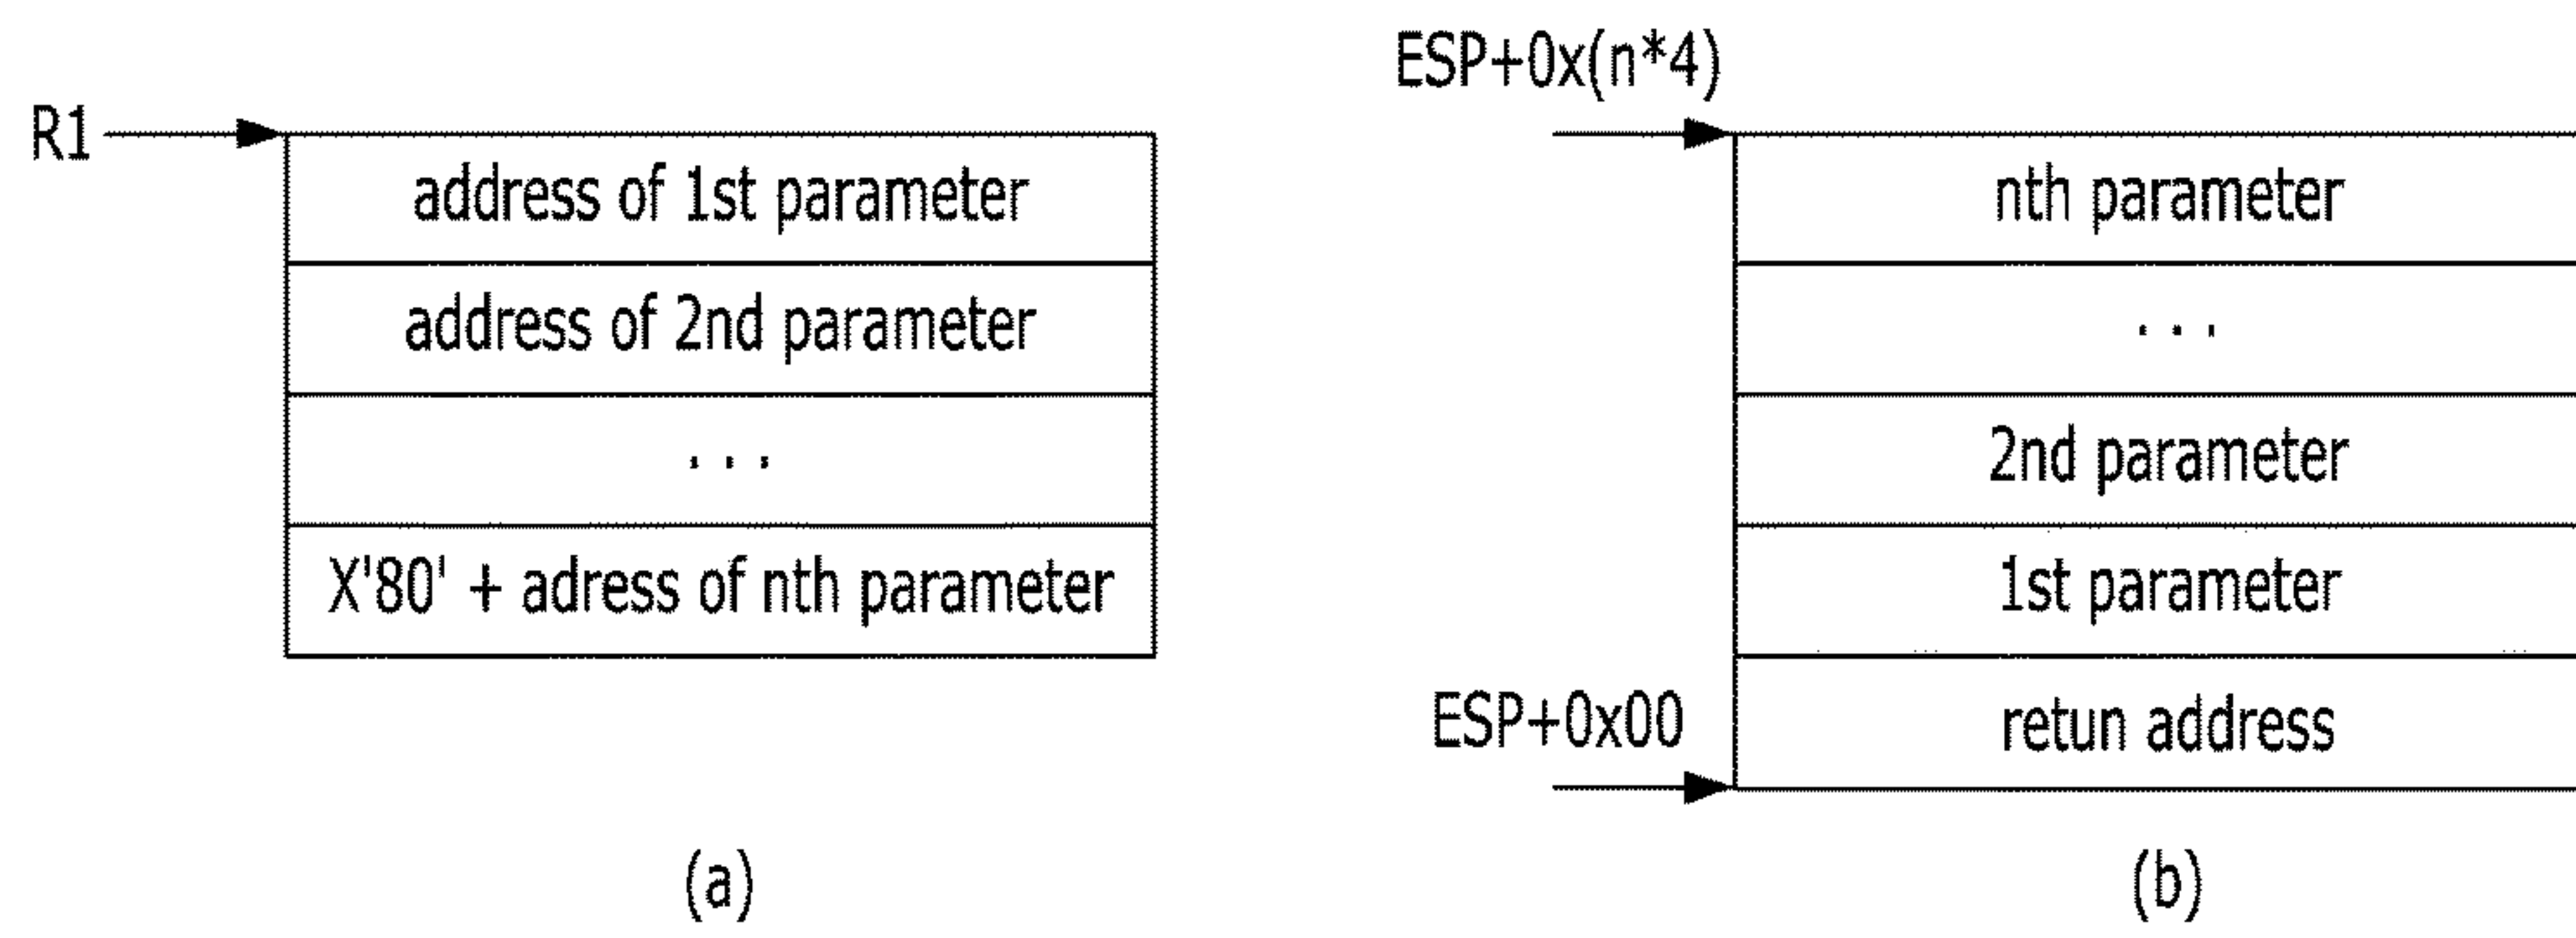 R1
address of 1st parameter
address of 2nd parameter
...
X'80' + adress of nth parameter
(a)
ESP+0x(n*4)
nth parameter
...
2nd parameter
1st parameter
ESP+0x00
retun address
(b)